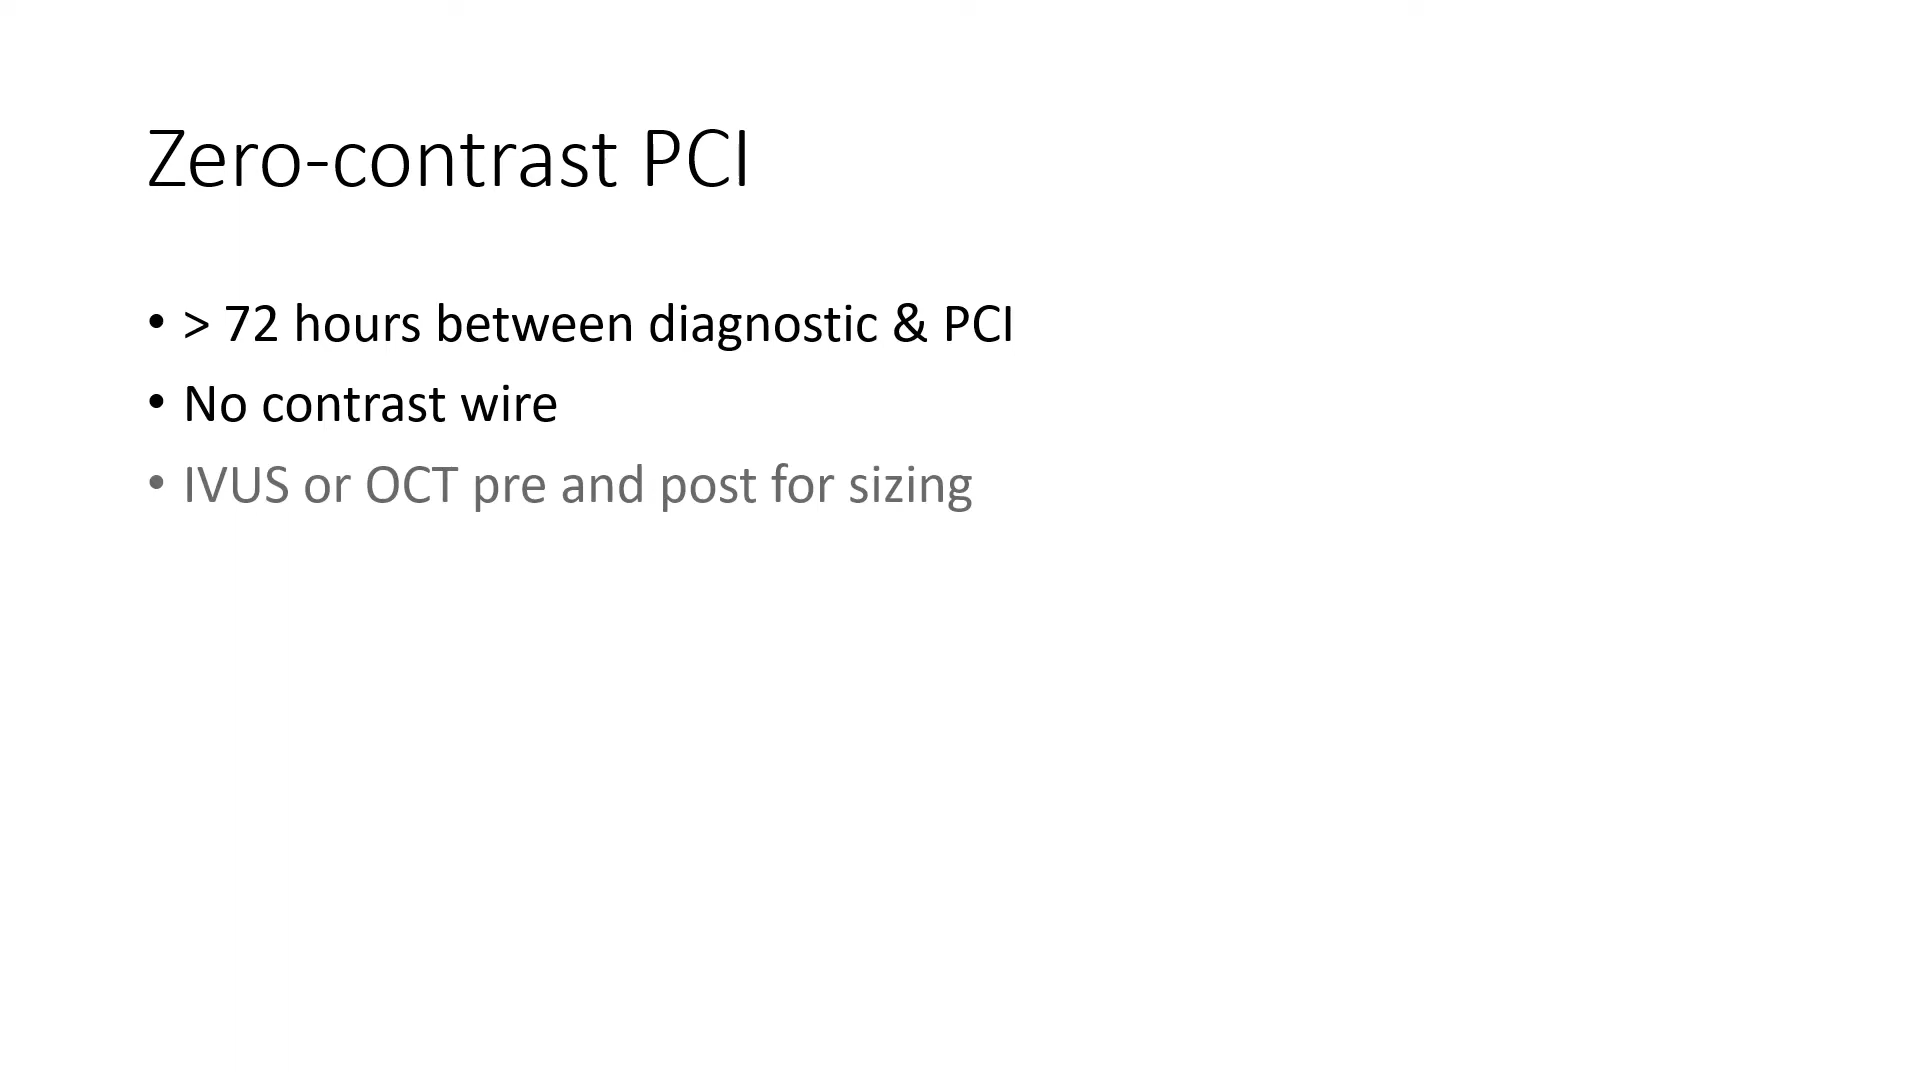 Zero-contrast PCI
• > 72 hours between diagnostic & PCI
• No contrast wire
• IVUS or OCT pre and post for sizing